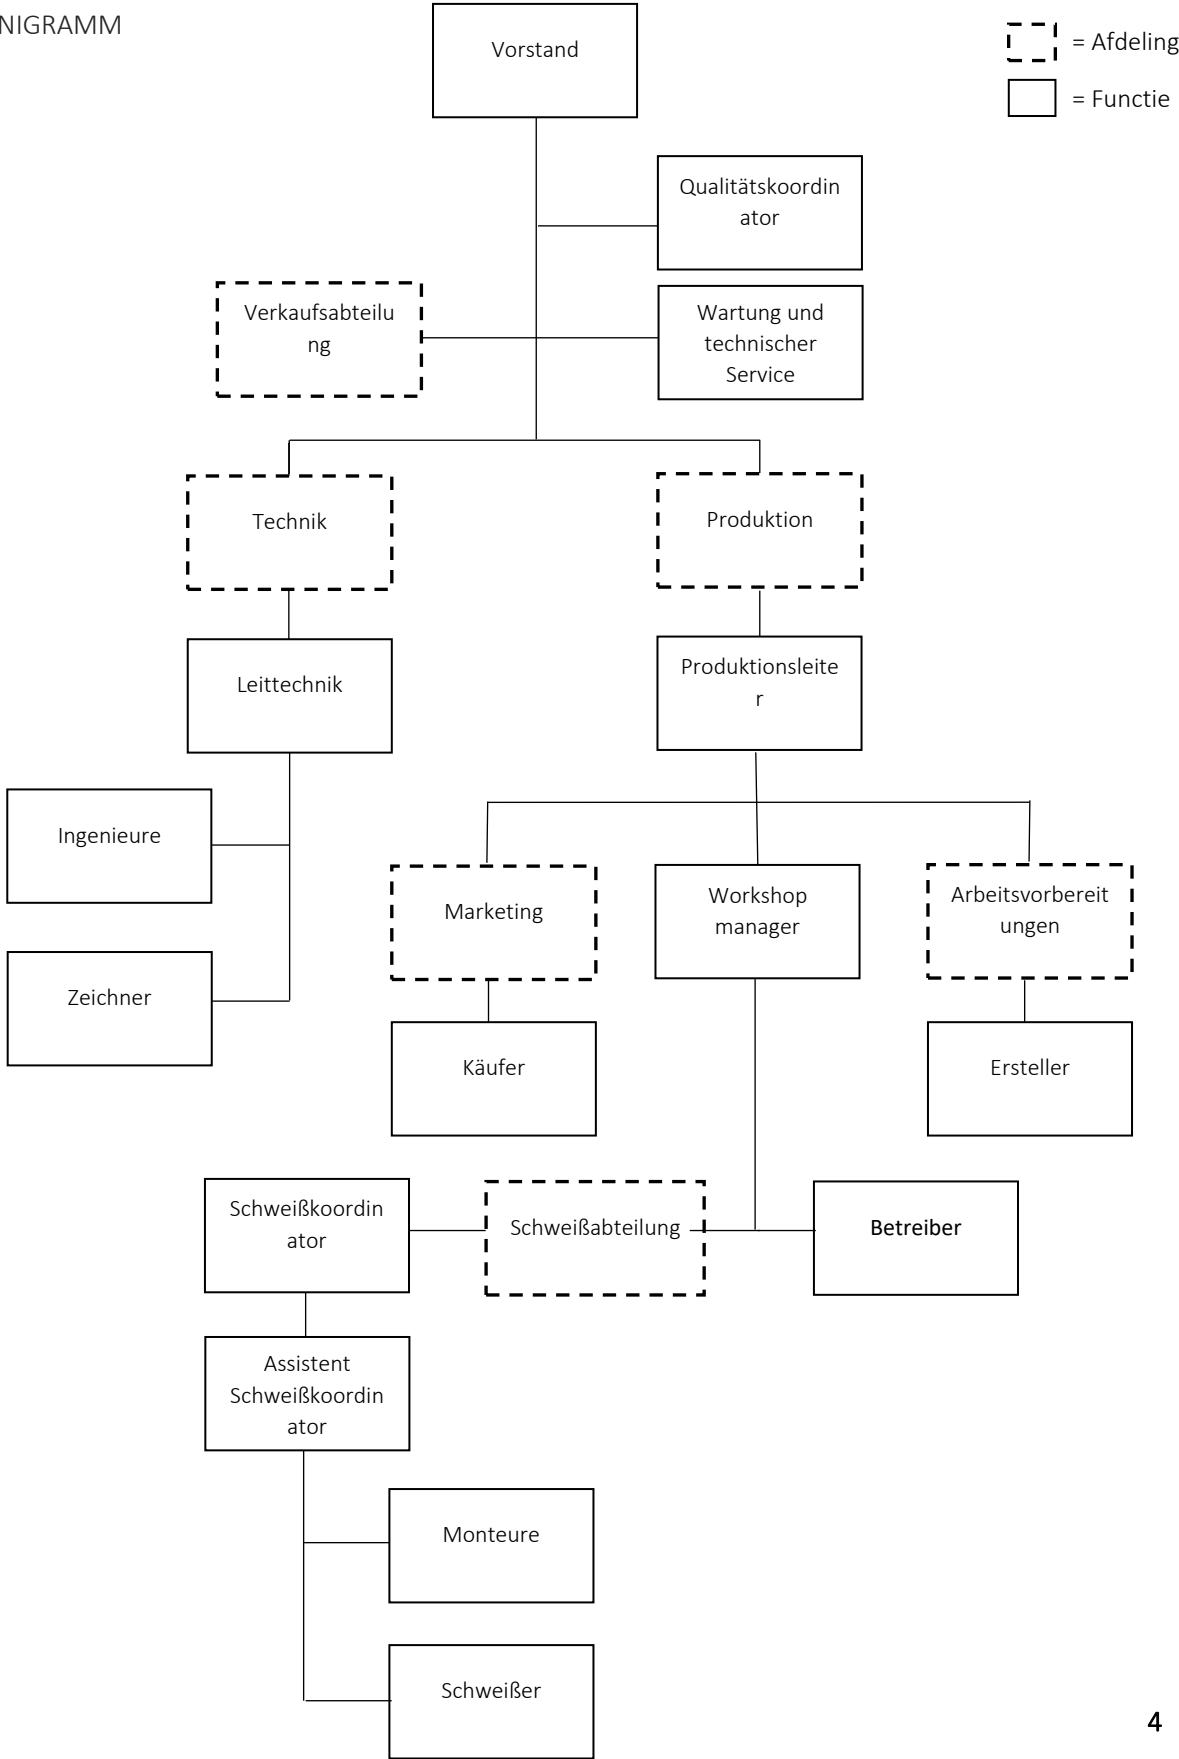 NIGRAMM
Vorstand
= Afdeling
= Functie
Qualitätskoordin
ator
Verkaufsabteilu
ng
Wartung und
technischer
Service
Technik
Produktion
Leittechnik
Produktionsleite
r
Ingenieure
Zeichner
Marketing
Workshop
manager
Arbeitsvorbereit
ungen
Käufer
Ersteller
Schweißkoordin
ator
Schweißabteilung
Betreiber
Assistent
Schweißkoordin
ator
Monteure
Schweißer
4